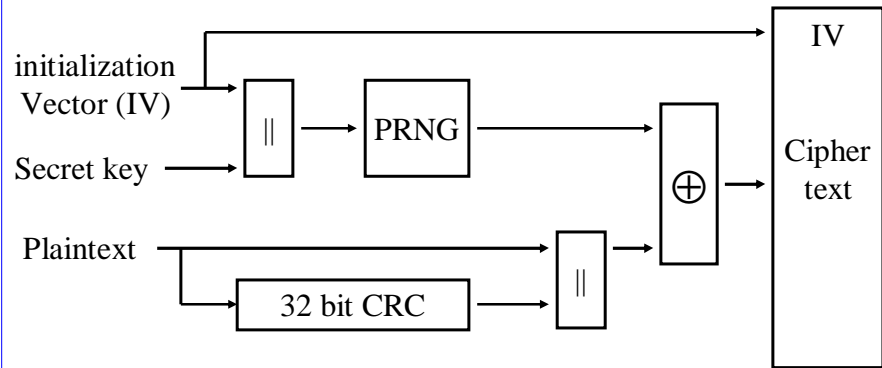 IV
initialization
Vector (IV)
||
PRNG
Secret key
Cipher
text
⊕
Plaintext
||
32 bit CRC